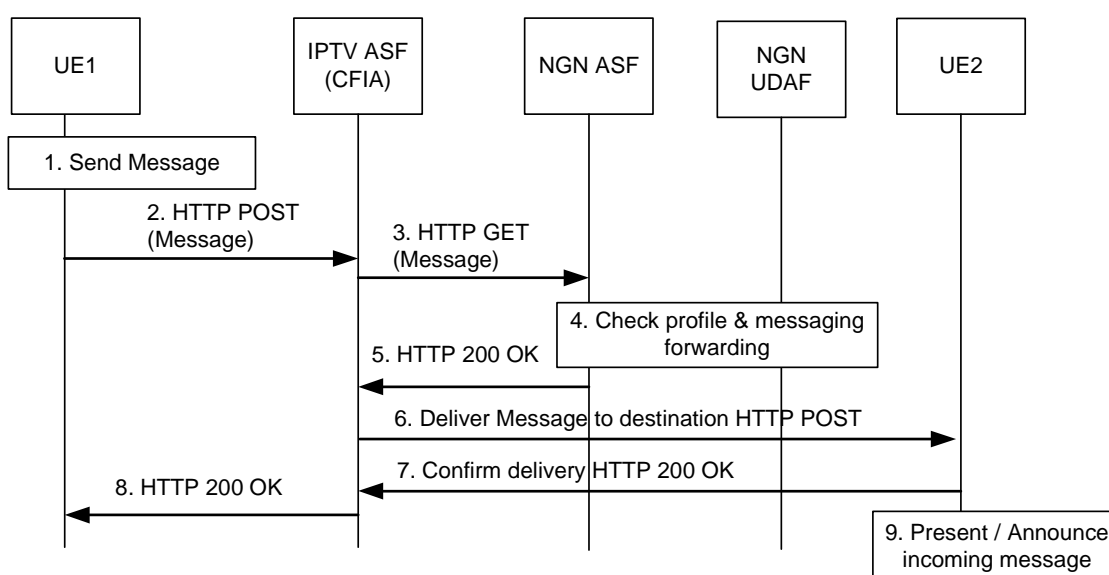 UE1
IPTV ASF
(CFIA)
NGN ASF
NGN
UDAF
UE2
1. Send Message
2. HTTP POST
(Message)
3. HTTP GET
(Message)
4. Check profile & messaging
forwarding
5. HTTP 200 OK
6. Deliver Message to destination HTTP POST
7. Confirm delivery HTTP 200 OK
8. HTTP 200 OK
9. Present / Announce
incoming message